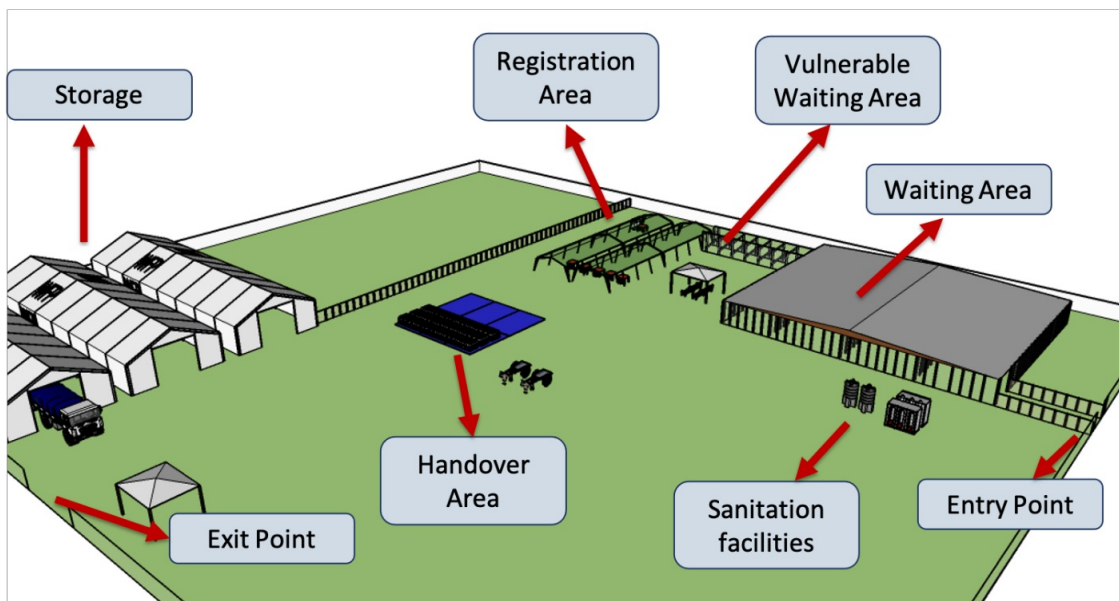 Storage
Registration
Area
Vulnerable
Waiting Area
Waiting Area
Handover
Area
Sanitation
facilities
Entry Point
Exit Point